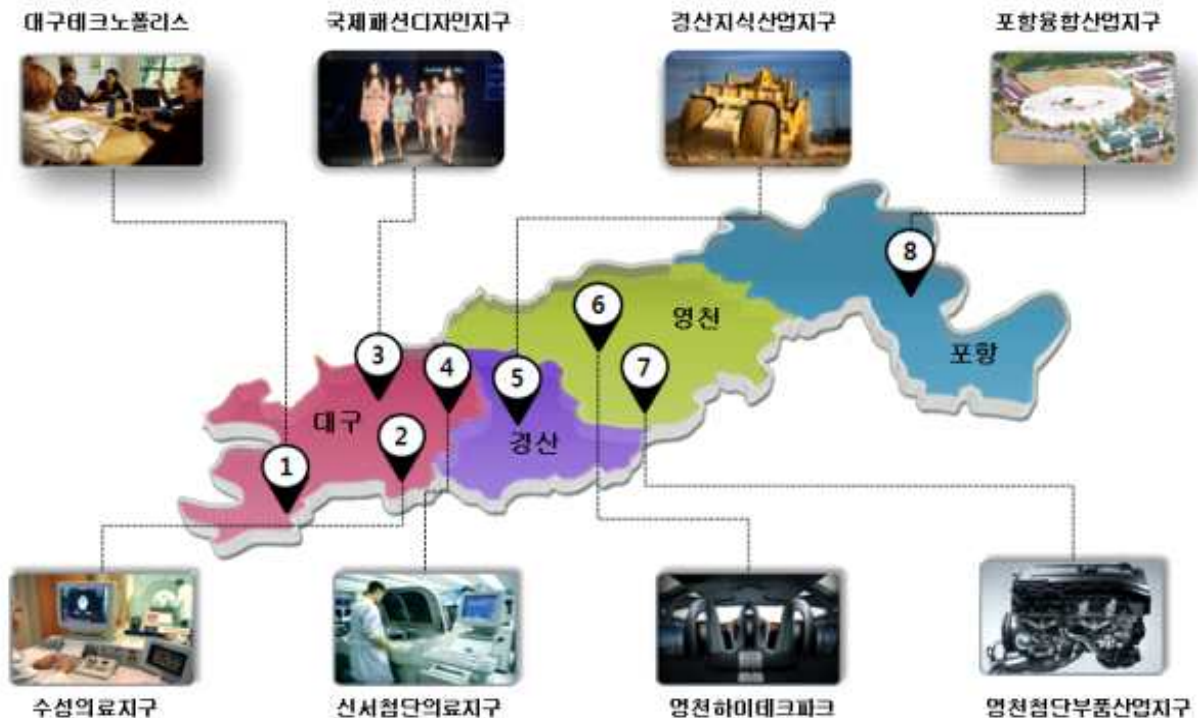 대구테크노폴리스
국제패션디자인지구
경산지식산업지구
포항융합산업지구
8
6
영천
3
4
5
7
포항
대구
2
경산
1
수성의료지구
신서첨단의료지구
영천하이테크파크
영천첨단부품산업지구